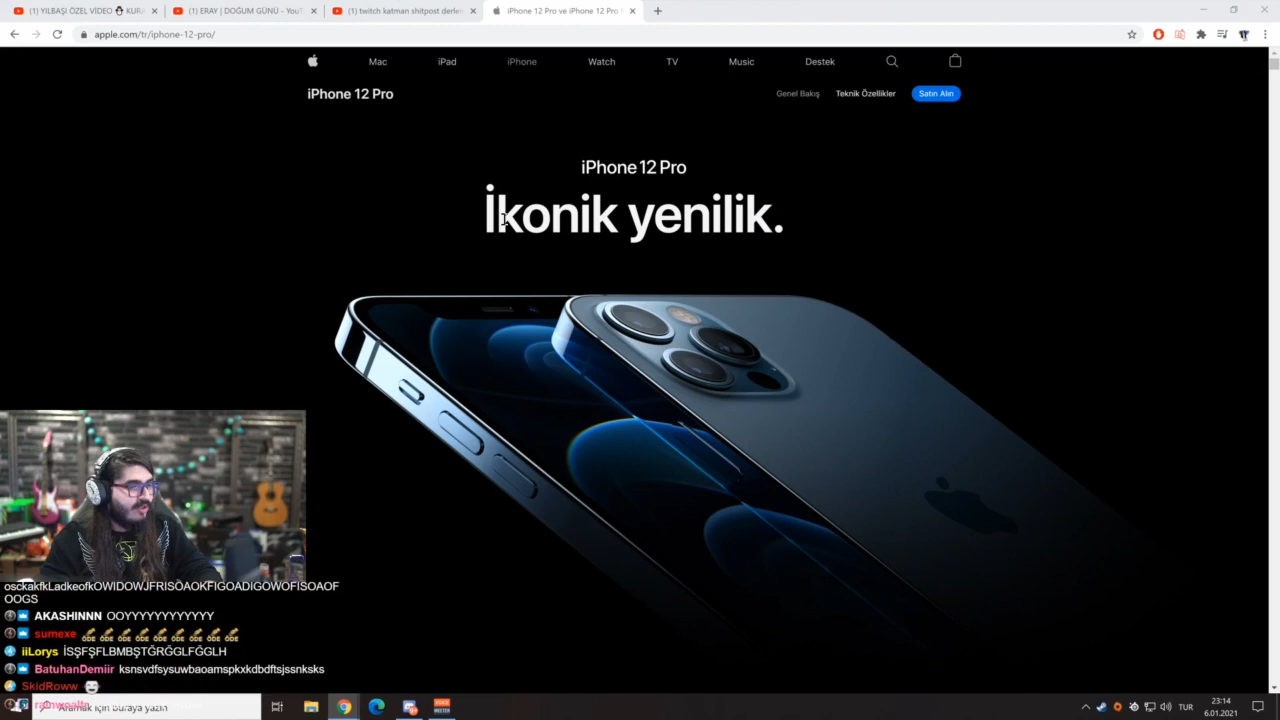 (1) YILBAŞI ÖZEL VİDEO
(1) ERAY | DOĞUM GÜNÜ - YouT
(1) twitch katman shitpost derle
iPhone 12 Pro ve iPhone 12 Pro
apple.com/tr/iphone-12-pro/
Mac iPad iPhone Watch TV Music Destek
iPhone 12 Pro
Genel Bakış Teknik Özellikler Satın Alın
iPhone 12 Pro
İkonik yenilik.
osckakfkLadkeofkOWIDOWJFRISÖAOKFIGOADIGOWOFISOAOF
OOGS
AKASHINNN OOYYYYYYYYYYYY
sumexe
iiLorys İSŞFŞFLBMBŞTĞRĞGLFĞGLH
BatuhanDemiir ksnsvdfsysuwbaoamspkxkdbdftsjssnksks
SkidRoww
Aramak için buraya yazın
TUR
23:14
6.01.2021